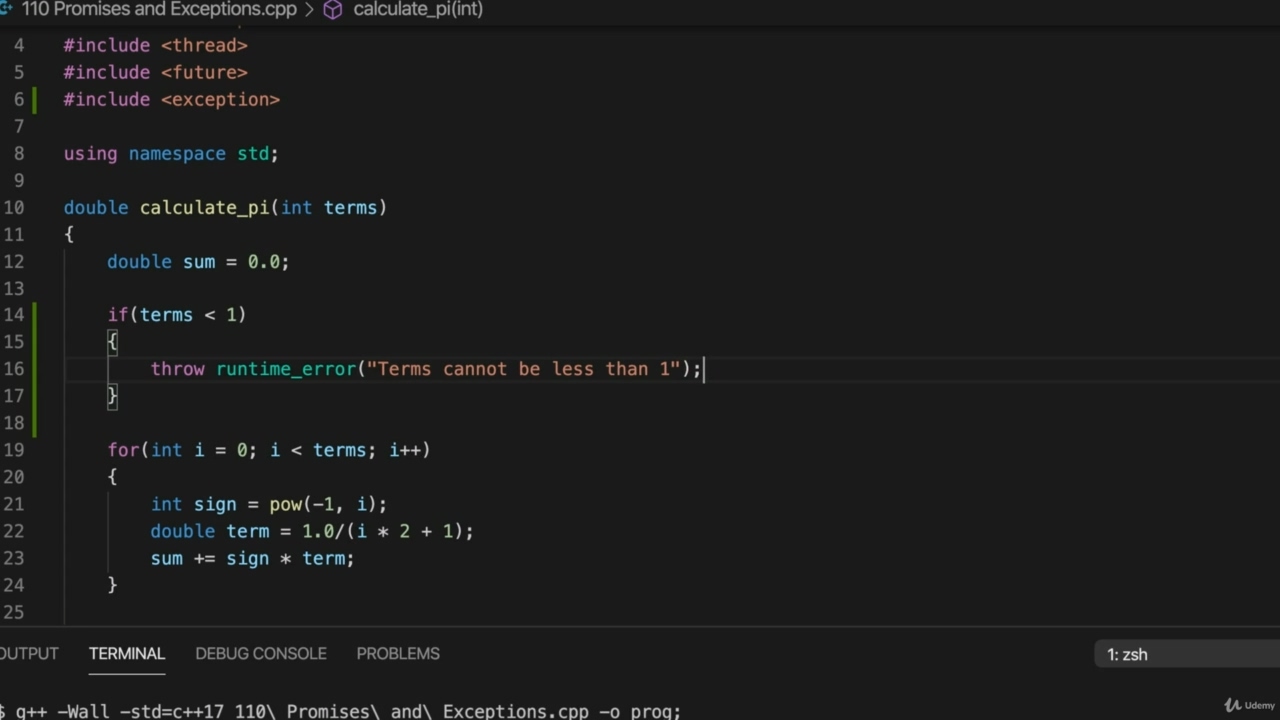 110 Promises and Exceptions.cpp > calculate_pi(int)
4 #include <thread>
5 #include <future>
6 #include <exception>
7
8 using namespace std;
9
10 double calculate_pi(int terms)
11 {
12 double sum = 0.0;
13
14 if(terms < 1)
15 {
16 throw runtime_error("Terms cannot be less than 1");
17 }
18
19 for(int i = 0; i < terms; i++)
20 {
21 int sign = pow(-1, i);
22 double term = 1.0/(i * 2 + 1);
23 sum += sign * term;
24 }
25
OUTPUT TERMINAL DEBUG CONSOLE PROBLEMS 1: zsh
$ g++ -Wall -std=c++17 110\ Promises\ and\ Exceptions.cpp -o prog;
Udemy